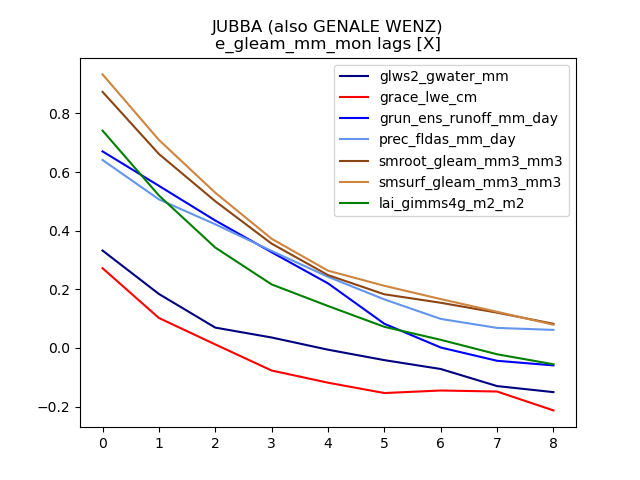 JUBBA (also GENALE WENZ)
e_gleam_mm_mon lags [X]
glws2_gwater_mm
grace_lwe_cm
grun_ens_runoff_mm_day
prec_fldas_mm_day
smroot_gleam_mm3_mm3
smsurf_gleam_mm3_mm3
lai_gimms4g_m2_m2
0.8
0.6
0.4
0.2
0.0
−0.2
0 1 2 3 4 5 6 7 8